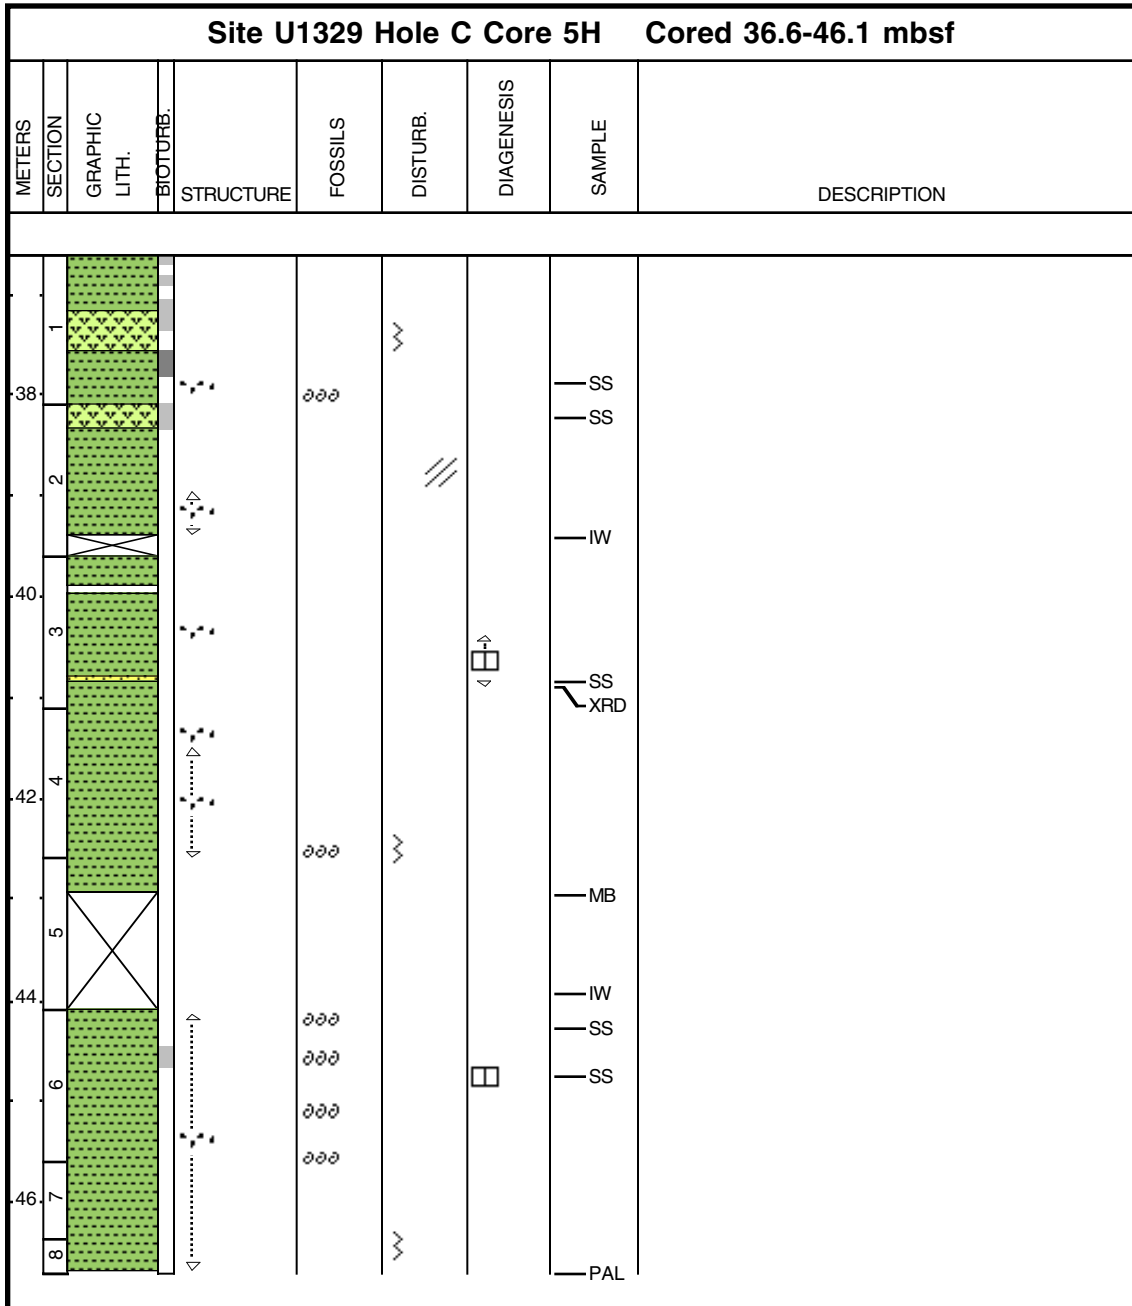 Site U1329 Hole C Core 5H Cored 36.6-46.1 mbsf
METERS
SECTION
GRAPHIC
LITH.
BIOTURB.
STRUCTURE
FOSSILS
DISTURB.
DIAGENESIS
SAMPLE
DESCRIPTION
1
SS
38
SS
2
IW
40
3
SS
XRD
4
42
MB
5
IW
44
SS
SS
6
46
7
8
PAL